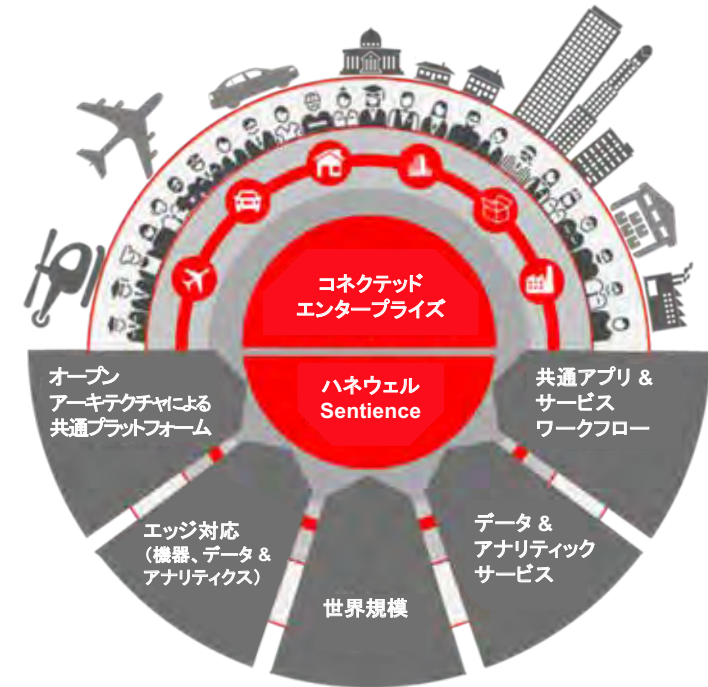 コネクテッド
エンタープライズ
ハネウェル
Sentience
オープン
アーキテクチャによる
共通プラットフォーム
エッジ対応
（機器、データ &
アナリティクス）
世界規模
データ &
アナリティック
サービス
共通アプリ &
サービス
ワークフロー